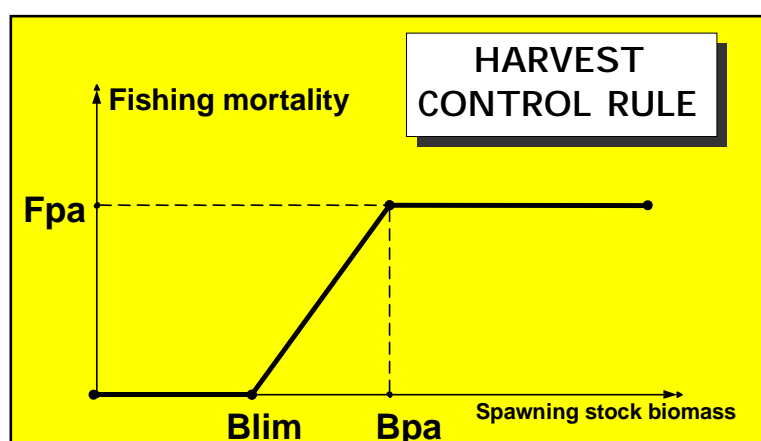 HARVEST
CONTROL RULE
Fishing mortality
Fpa
Spawning stock biomass
Blim
Bpa